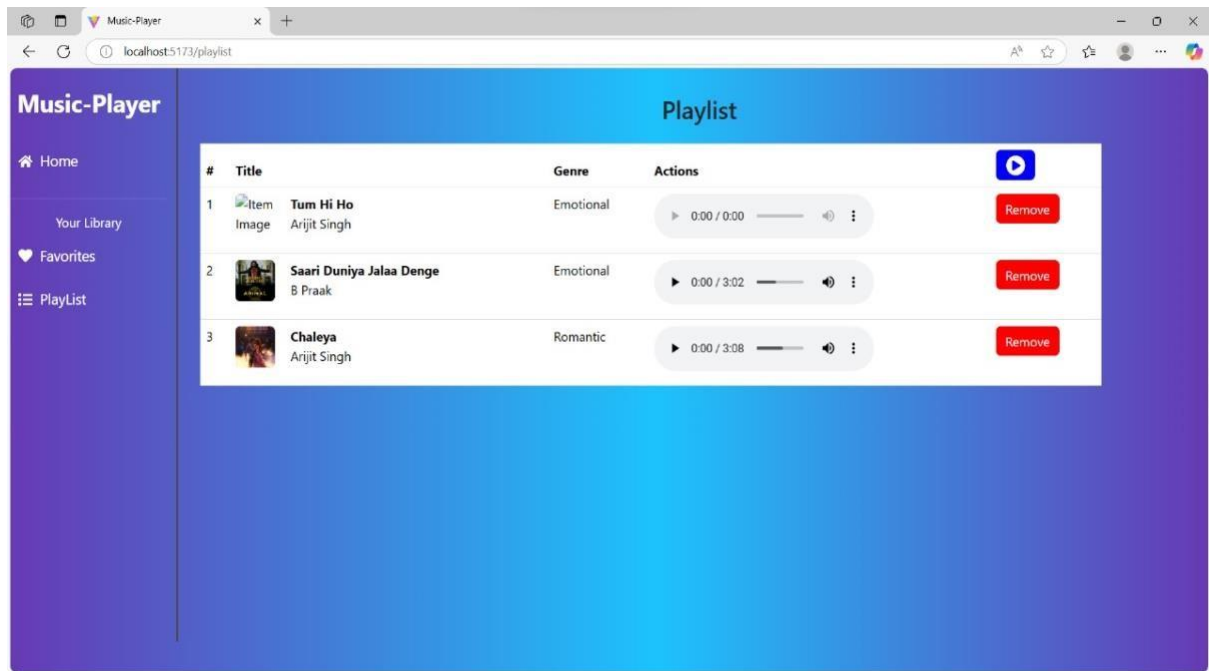 Music-Player
localhost:5173/playlist
Music-Player
Home
Your Library
Favorites
PlayList
Playlist
# Title Genre Actions
1 Item Image Tum Hi Ho Emotional 0:00 / 0:00 Remove
Arijit Singh
2 Saari Duniya Jalaa Denge Emotional 0:00 / 3:02 Remove
B Praak
3 Chaleya Romantic 0:00 / 3:08 Remove
Arijit Singh